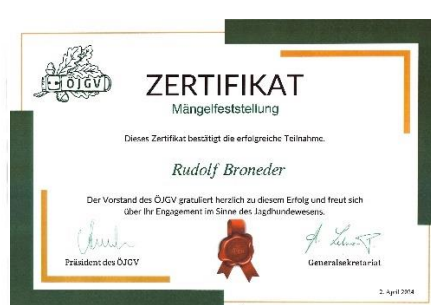 ÖJGV
ZERTIFIKAT
Mängelfeststellung
Dieses Zertifikat bestätigt die erfolgreiche Teilnahme.
Rudolf Broneder
Der Vorstand des ÖJGV gratuliert herzlich zu diesem Erfolg und freut sich
über Ihr Engagement im Sinne des Jagdhundewesens.
Präsident des ÖJGV
Generalsekretariat
2. April 2024